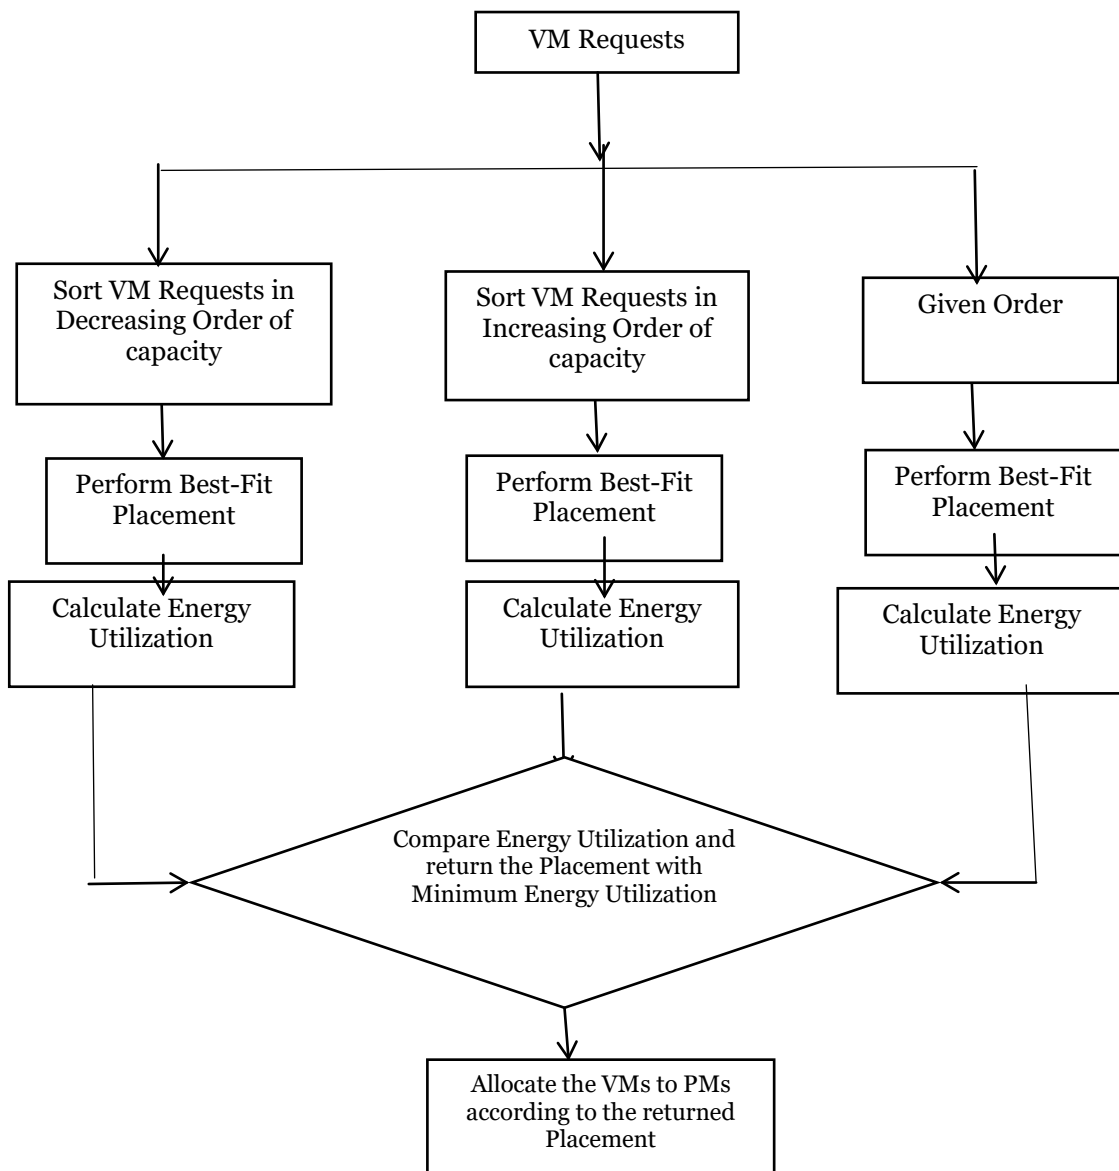 VM Requests
Sort VM Requests in
Decreasing Order of
capacity
Sort VM Requests in
Increasing Order of
capacity
Given Order
Perform Best-Fit
Placement
Perform Best-Fit
Placement
Perform Best-Fit
Placement
Calculate Energy
Utilization
Calculate Energy
Utilization
Calculate Energy
Utilization
Compare Energy Utilization and
return the Placement with
Minimum Energy Utilization
Allocate the VMs to PMs
according to the returned
Placement